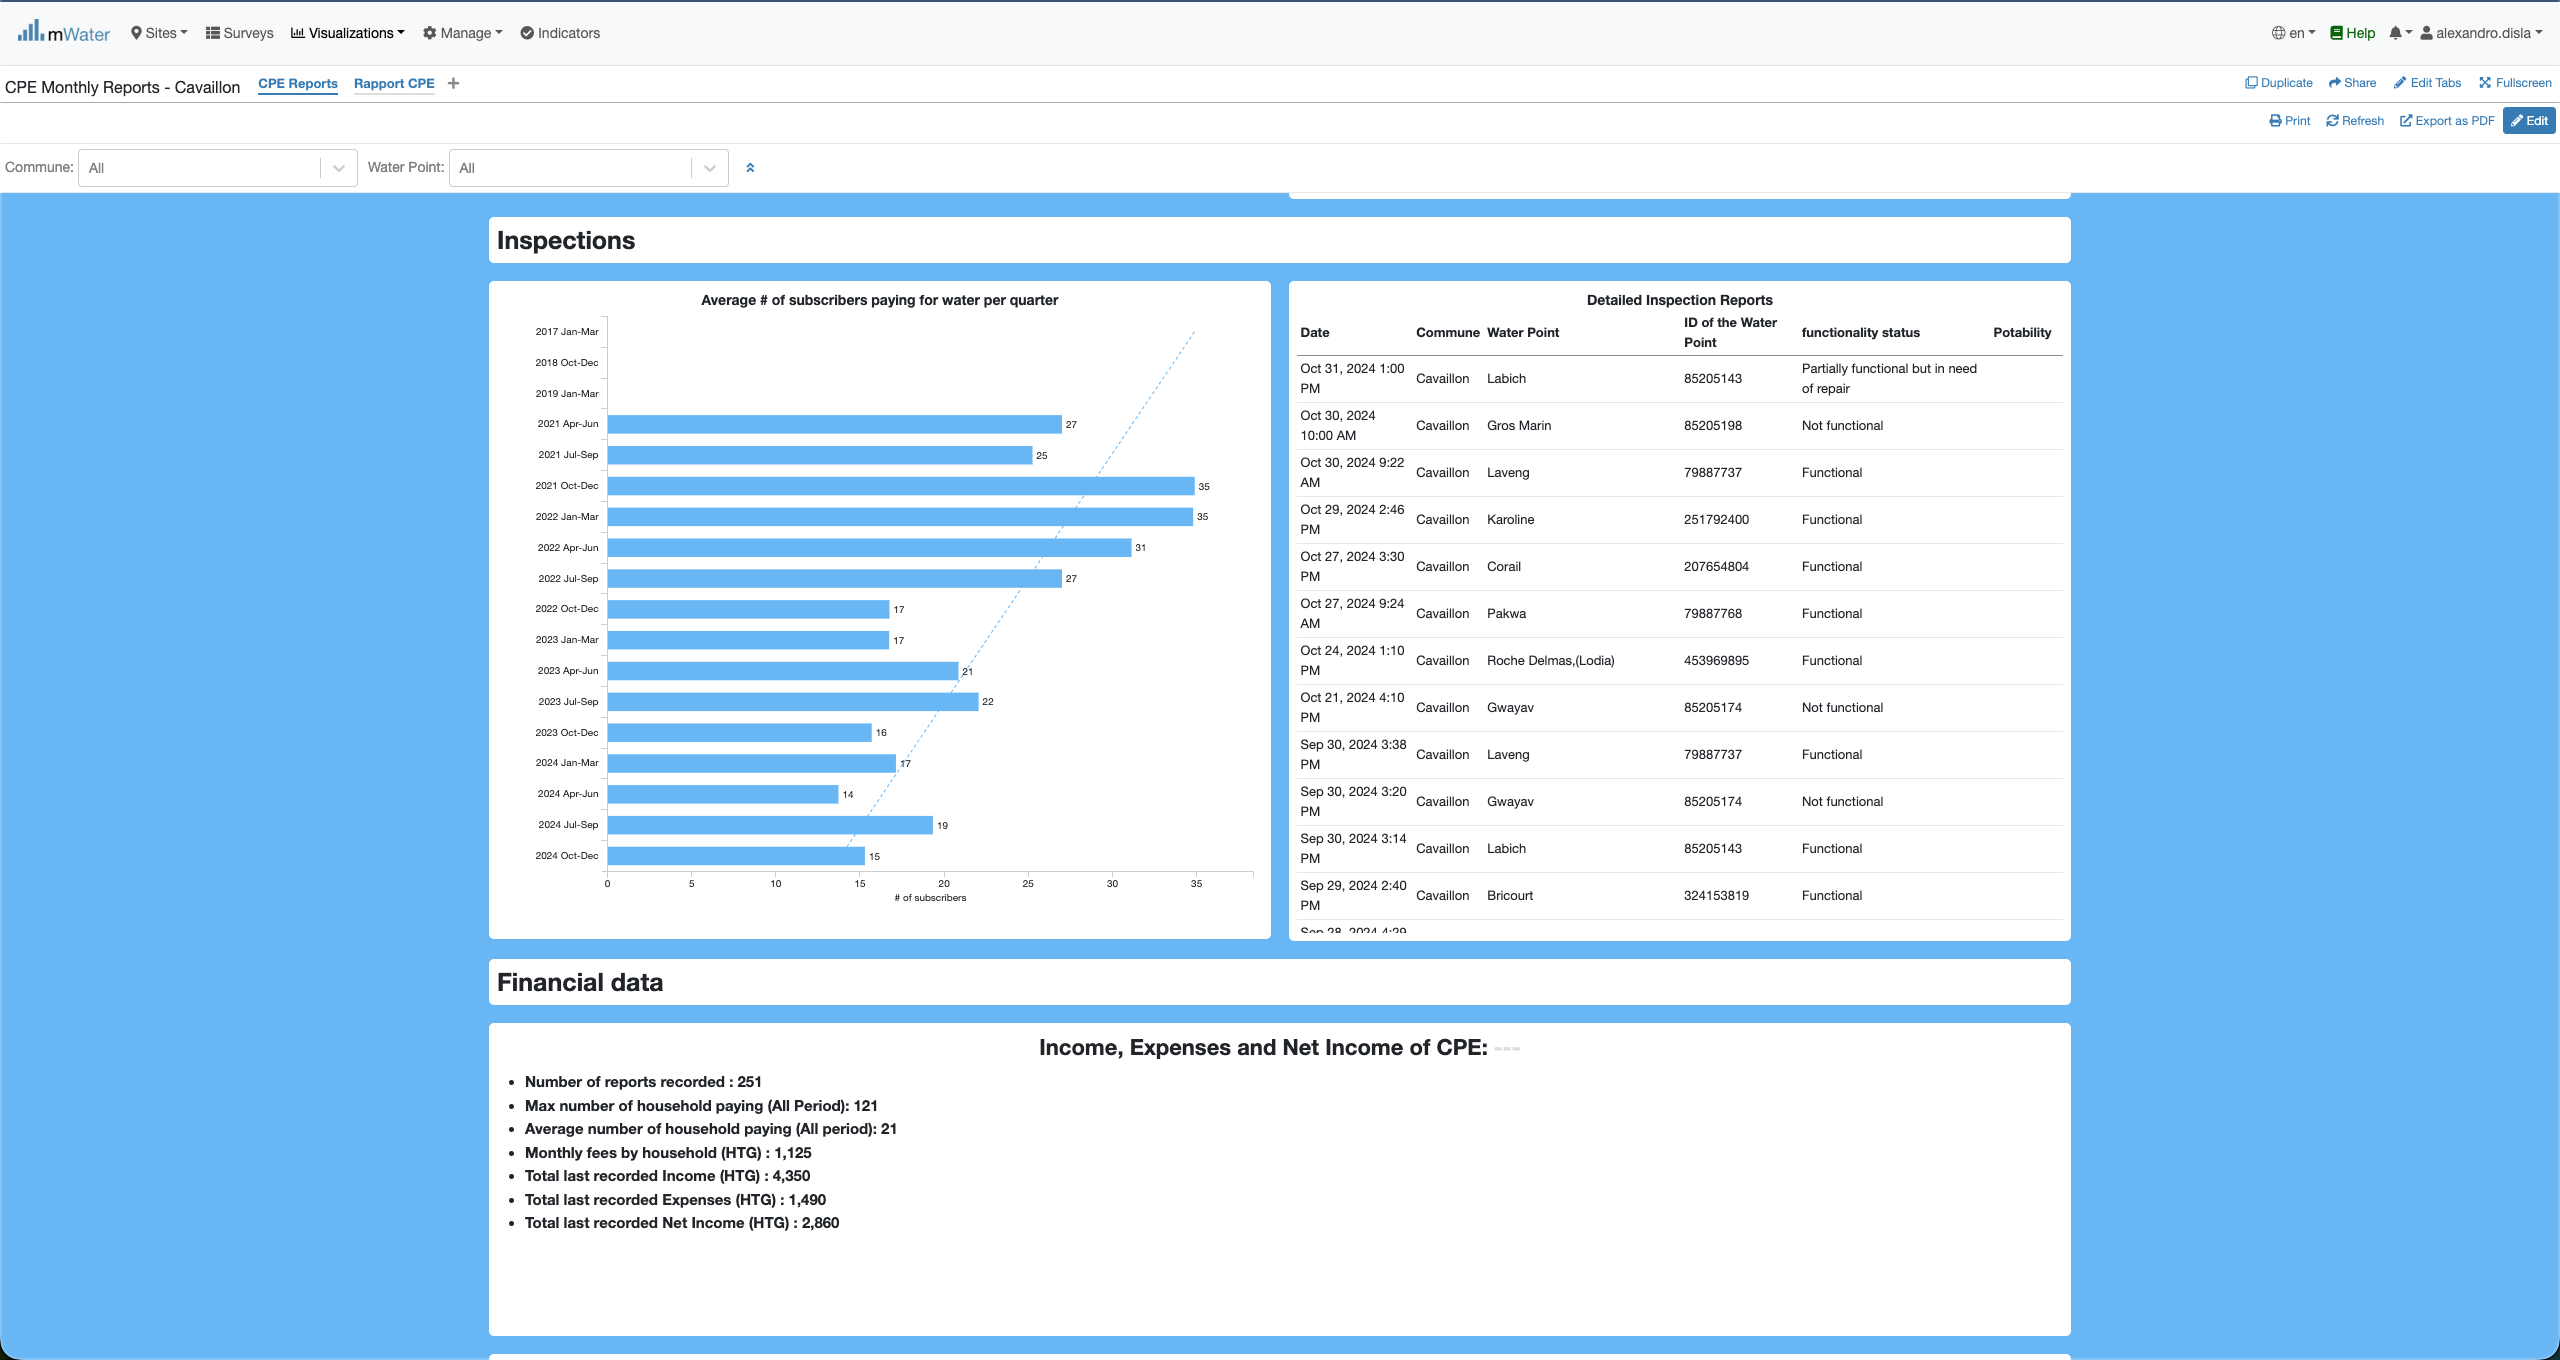 mWater Sites Surveys Visualizations Manage Indicators en Help alexandro.disla
CPE Monthly Reports - Cavaillon CPE Reports Rapport CPE + Duplicate Share Edit Tabs Fullscreen
Print Refresh Export as PDF Edit
Commune: All Water Point: All
Inspections
Average # of subscribers paying for water per quarter
2017 Jan-Mar
2018 Oct-Dec
2019 Jan-Mar
2021 Apr-Jun 27
2021 Jul-Sep 25
2021 Oct-Dec 35
2022 Jan-Mar 35
2022 Apr-Jun 31
2022 Jul-Sep 27
2022 Oct-Dec 17
2023 Jan-Mar 17
2023 Apr-Jun 21
2023 Jul-Sep 22
2023 Oct-Dec 16
2024 Jan-Mar 17
2024 Apr-Jun 14
2024 Jul-Sep 19
2024 Oct-Dec 15
0 5 10 15 20 25 30 35
# of subscribers
Detailed Inspection Reports
Date Commune Water Point ID of the Water Point functionality status Potability
Oct 31, 2024 1:00 PM Cavaillon Labich 85205143 Partially functional but in need of repair
Oct 30, 2024 10:00 AM Cavaillon Gros Marin 85205198 Not functional
Oct 30, 2024 9:22 AM Cavaillon Laveng 79887737 Functional
Oct 29, 2024 2:46 PM Cavaillon Karoline 251792400 Functional
Oct 27, 2024 3:30 PM Cavaillon Corail 207654804 Functional
Oct 27, 2024 9:24 AM Cavaillon Pakwa 79887768 Functional
Oct 24, 2024 1:10 PM Cavaillon Roche Delmas,(Lodia) 453969895 Functional
Oct 21, 2024 4:10 PM Cavaillon Gwayav 85205174 Not functional
Sep 30, 2024 3:38 PM Cavaillon Laveng 79887737 Functional
Sep 30, 2024 3:20 PM Cavaillon Gwayav 85205174 Not functional
Sep 30, 2024 3:14 PM Cavaillon Labich 85205143 Functional
Sep 29, 2024 2:40 PM Cavaillon Bricourt 324153819 Functional
Sep 28, 2024 4:29
Financial data
Income, Expenses and Net Income of CPE: ---
• Number of reports recorded : 251
• Max number of household paying (All Period): 121
• Average number of household paying (All period): 21
• Monthly fees by household (HTG) : 1,125
• Total last recorded Income (HTG) : 4,350
• Total last recorded Expenses (HTG) : 1,490
• Total last recorded Net Income (HTG) : 2,860